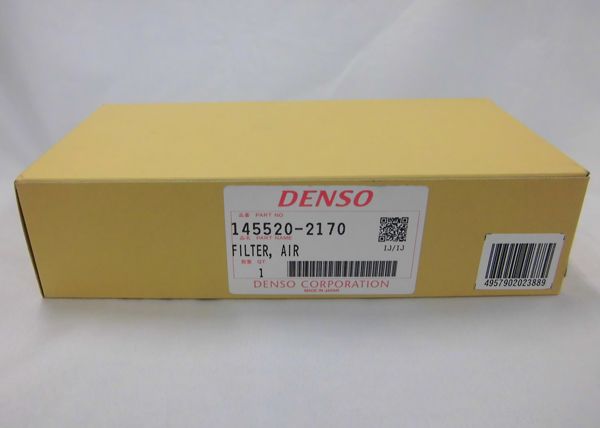 DENSO
品番 PART NO
145520-2170
品名 PART NAME
FILTER, AIR
1J/1J
数量 QT
1
DENSO CORPORATION
MADE IN JAPAN
4957902023889